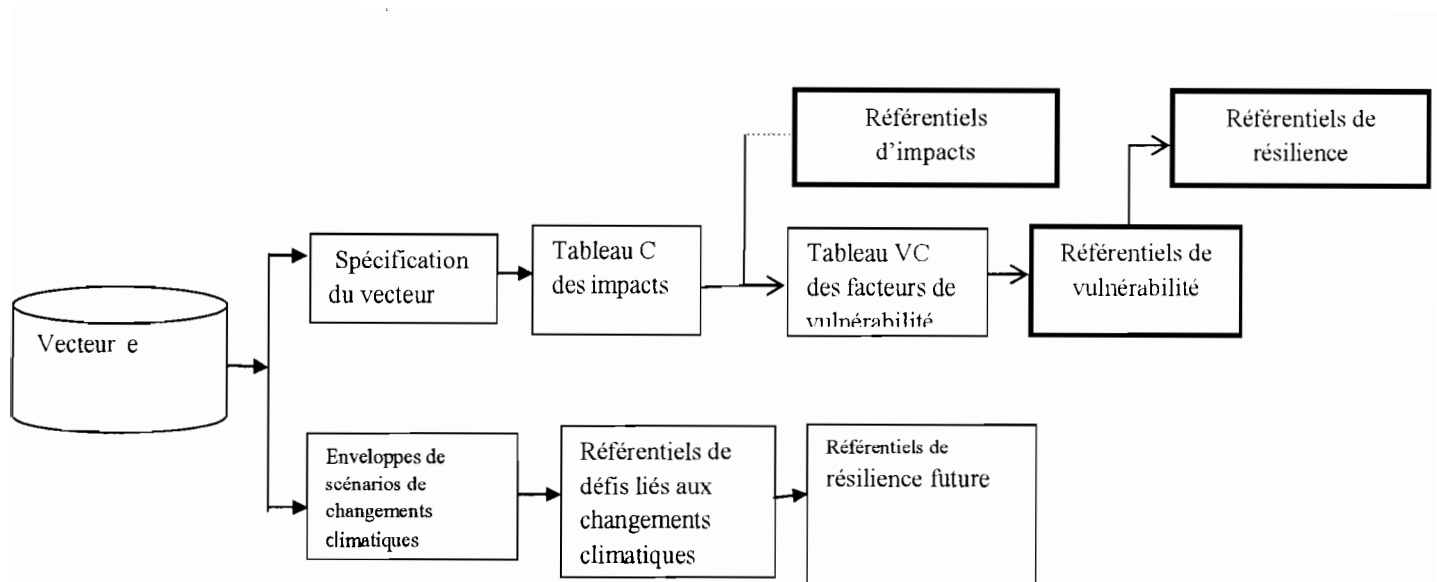 Référentiels
d'impacts
Référentiels de
résilience
Spécification
du vecteur
Tableau C
des impacts
Tableau VC
des facteurs de
vulnérabilité
Référentiels de
vulnérabilité
Vecteur e
Enveloppes de
scénarios de
changements
climatiques
Référentiels de
défis liés aux
changements
climatiques
Référentiels de
résilience future